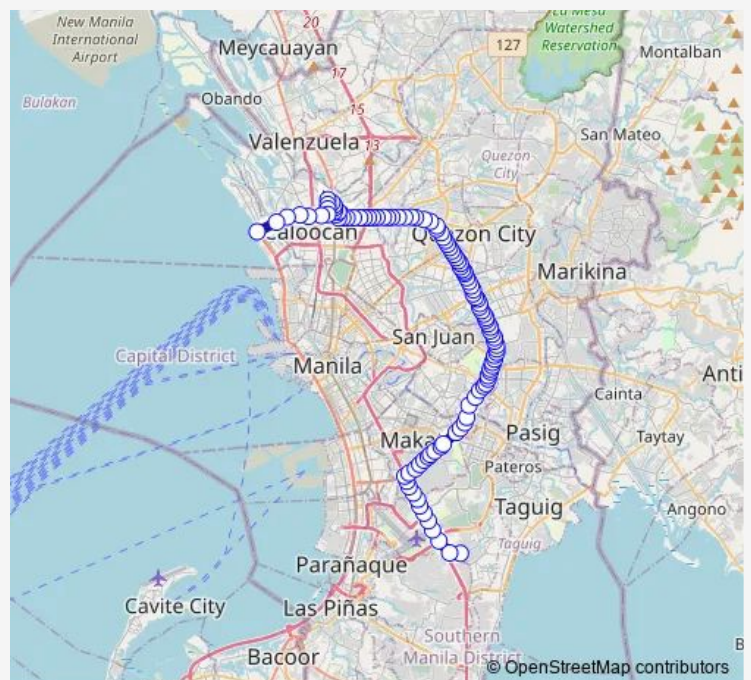 20
La Mesa
Watershed
Reservation
New Manila
International
Airport
Meycauayan
127
Montalban
17
Bulakan
Obando
15
Valenzuela
13
San Mateo
Quezon
City
Caloocan
Quezon City
Marikina
San Juan
Capital District
Manila
Anti
Cainta
Maka
Pasig
Taytay
Pateros
Taguig
Angono
Taguig
Parañaque
Cavite City
Las Piñas
Southern
Manila District
Bacoor
B
© OpenStreetMap contributors